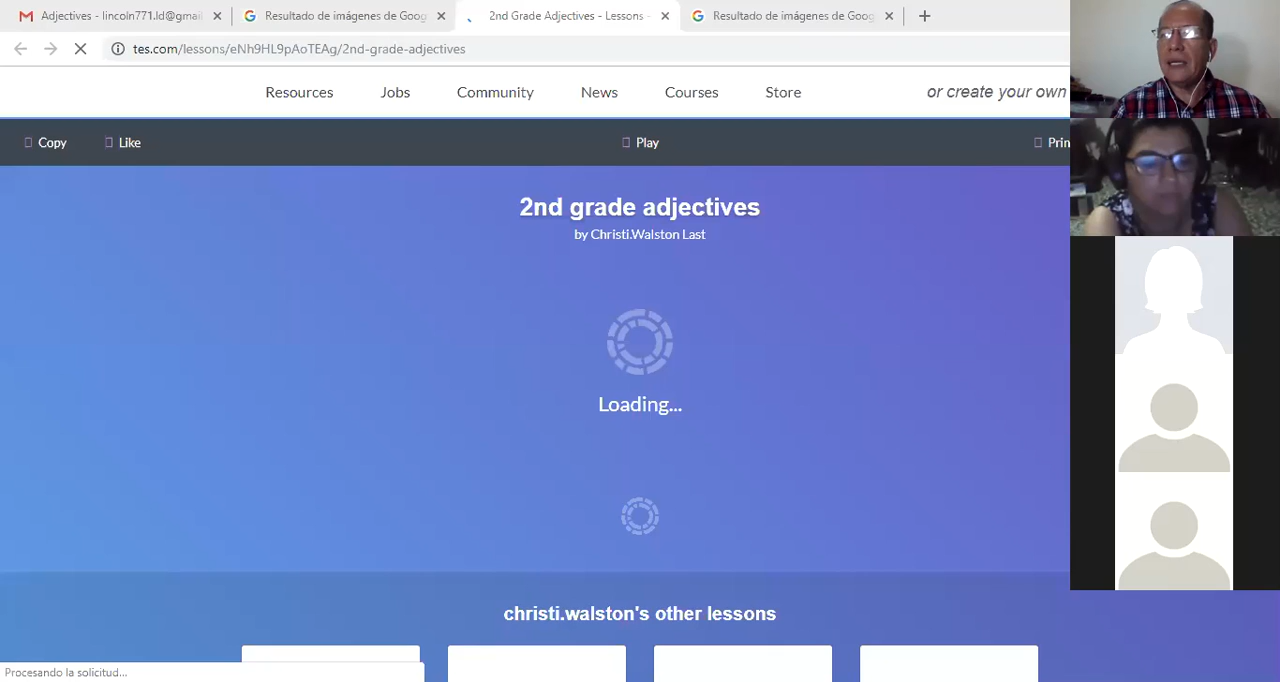 Adjectives - lincoln771.ld@gmai
Resultado de imágenes de Goog
2nd Grade Adjectives - Lessons -
Resultado de imágenes de Goog
tes.com/lessons/eNh9HL9pAoTEAg/2nd-grade-adjectives
Resources Jobs Community News Courses Store or create your own
Copy Like Play Prin
2nd grade adjectives
by Christi.Walston Last
Loading...
christi.walston's other lessons
Procesando la solicitud...